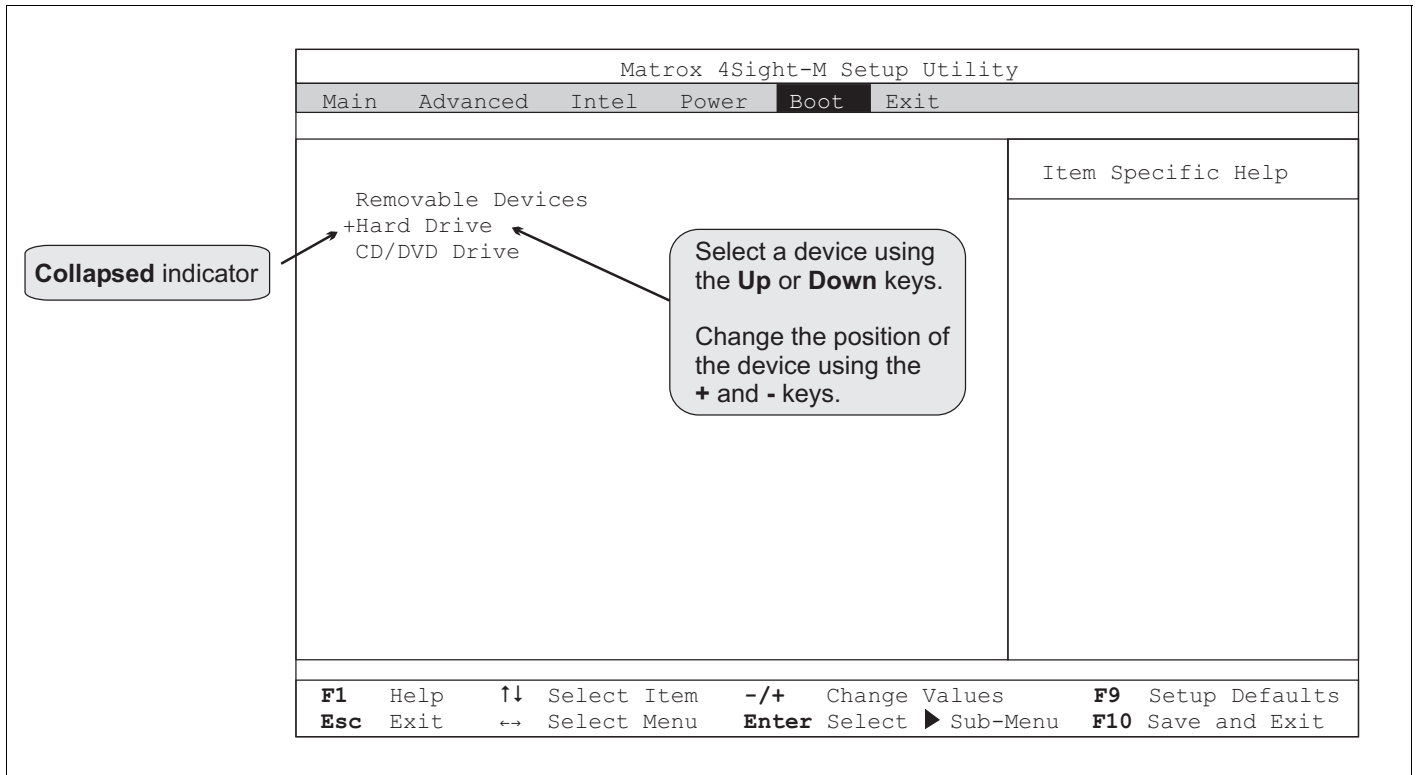 Matrox 4Sight-M Setup Utility
Main Advanced Intel Power Boot Exit
Item Specific Help
Removable Devices
+Hard Drive
CD/DVD Drive
Collapsed indicator
Select a device using
the Up or Down keys.
Change the position of
the device using the
+ and - keys.
F1 Help ↑↓ Select Item -/+ Change Values F9 Setup Defaults
Esc Exit ←→ Select Menu Enter Select ▶ Sub-Menu F10 Save and Exit